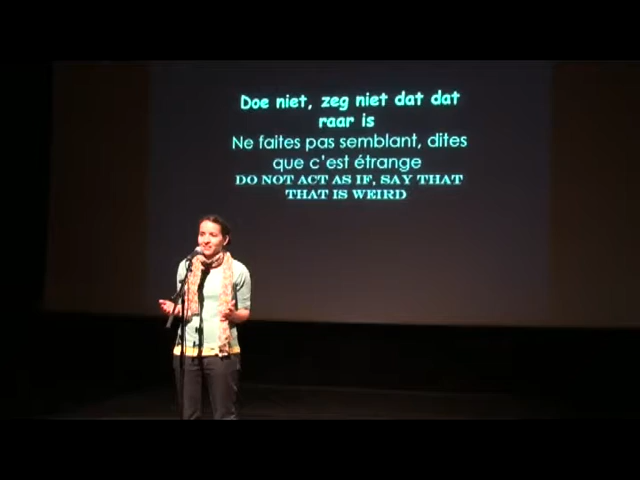 Doe niet, zeg niet dat dat
raar is
Ne faites pas semblant, dites
que c'est étrange
DO NOT ACT AS IF, SAY THAT
THAT IS WEIRD